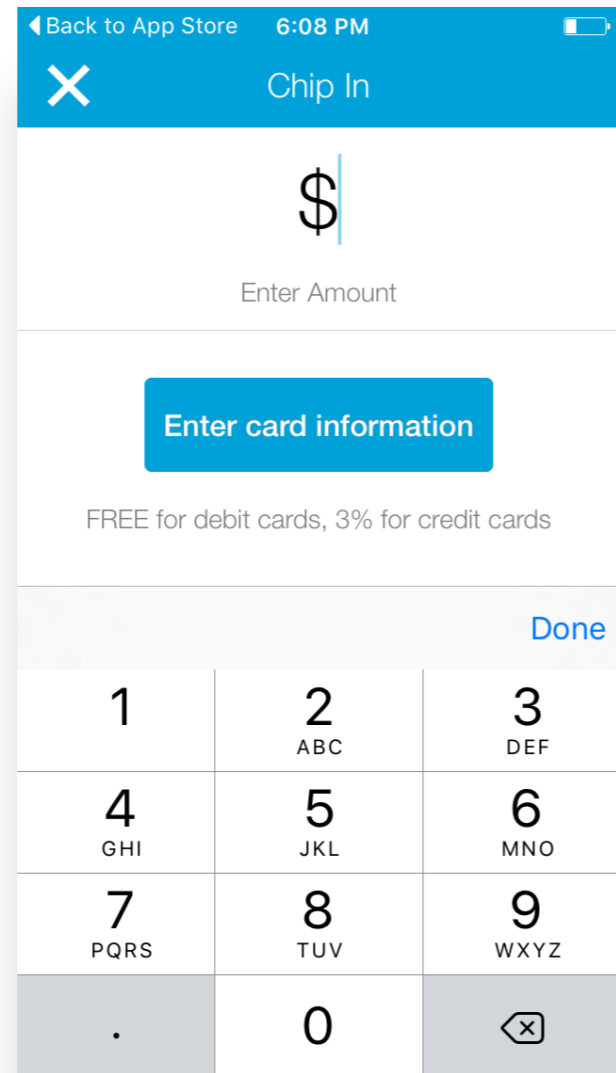 Back to App Store 6:08 PM
Chip In
$
Enter Amount
Enter card information
FREE for debit cards, 3% for credit cards
Done
1 2 3
ABC DEF
4 5 6
GHI JKL MNO
7 8 9
PQRS TUV WXYZ
. 0